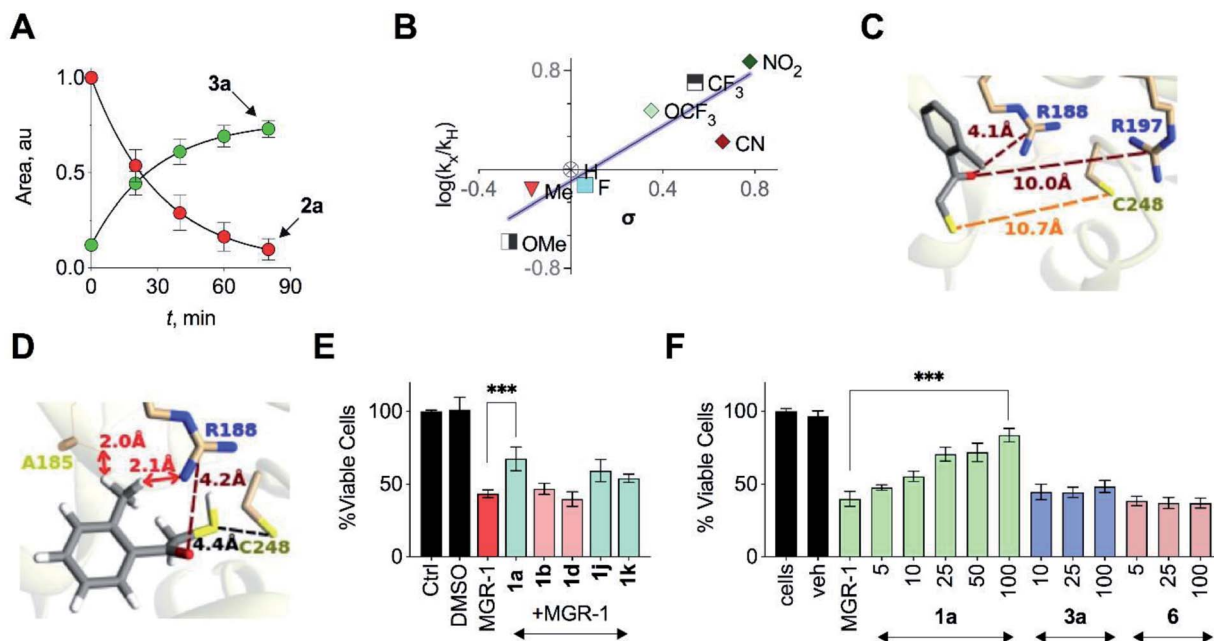 A
3a
1.0
Area, au
0.5
2a
0.0
0 30 60 90
t, min
B
0.8
NO2
CF3
OCF3
CN
log(kX/kH)
H
-0.4 Me F 0.4 0.8
σ
OMe
-0.8
C
4.1Å R188 R197
10.0Å
C248
10.7Å
D
R188
2.0Å
A185
2.1Å
4.2Å
4.4Å C248
E
***
100
%Viable Cells
50
0
Ctrl DMSO MGR-1 1a 1b 1d 1j 1k
+MGR-1
F
***
100
% Viable Cells
50
0
cells veh MGR-1 5 10 25 50 100 10 25 100 5 25 100
1a 3a 6